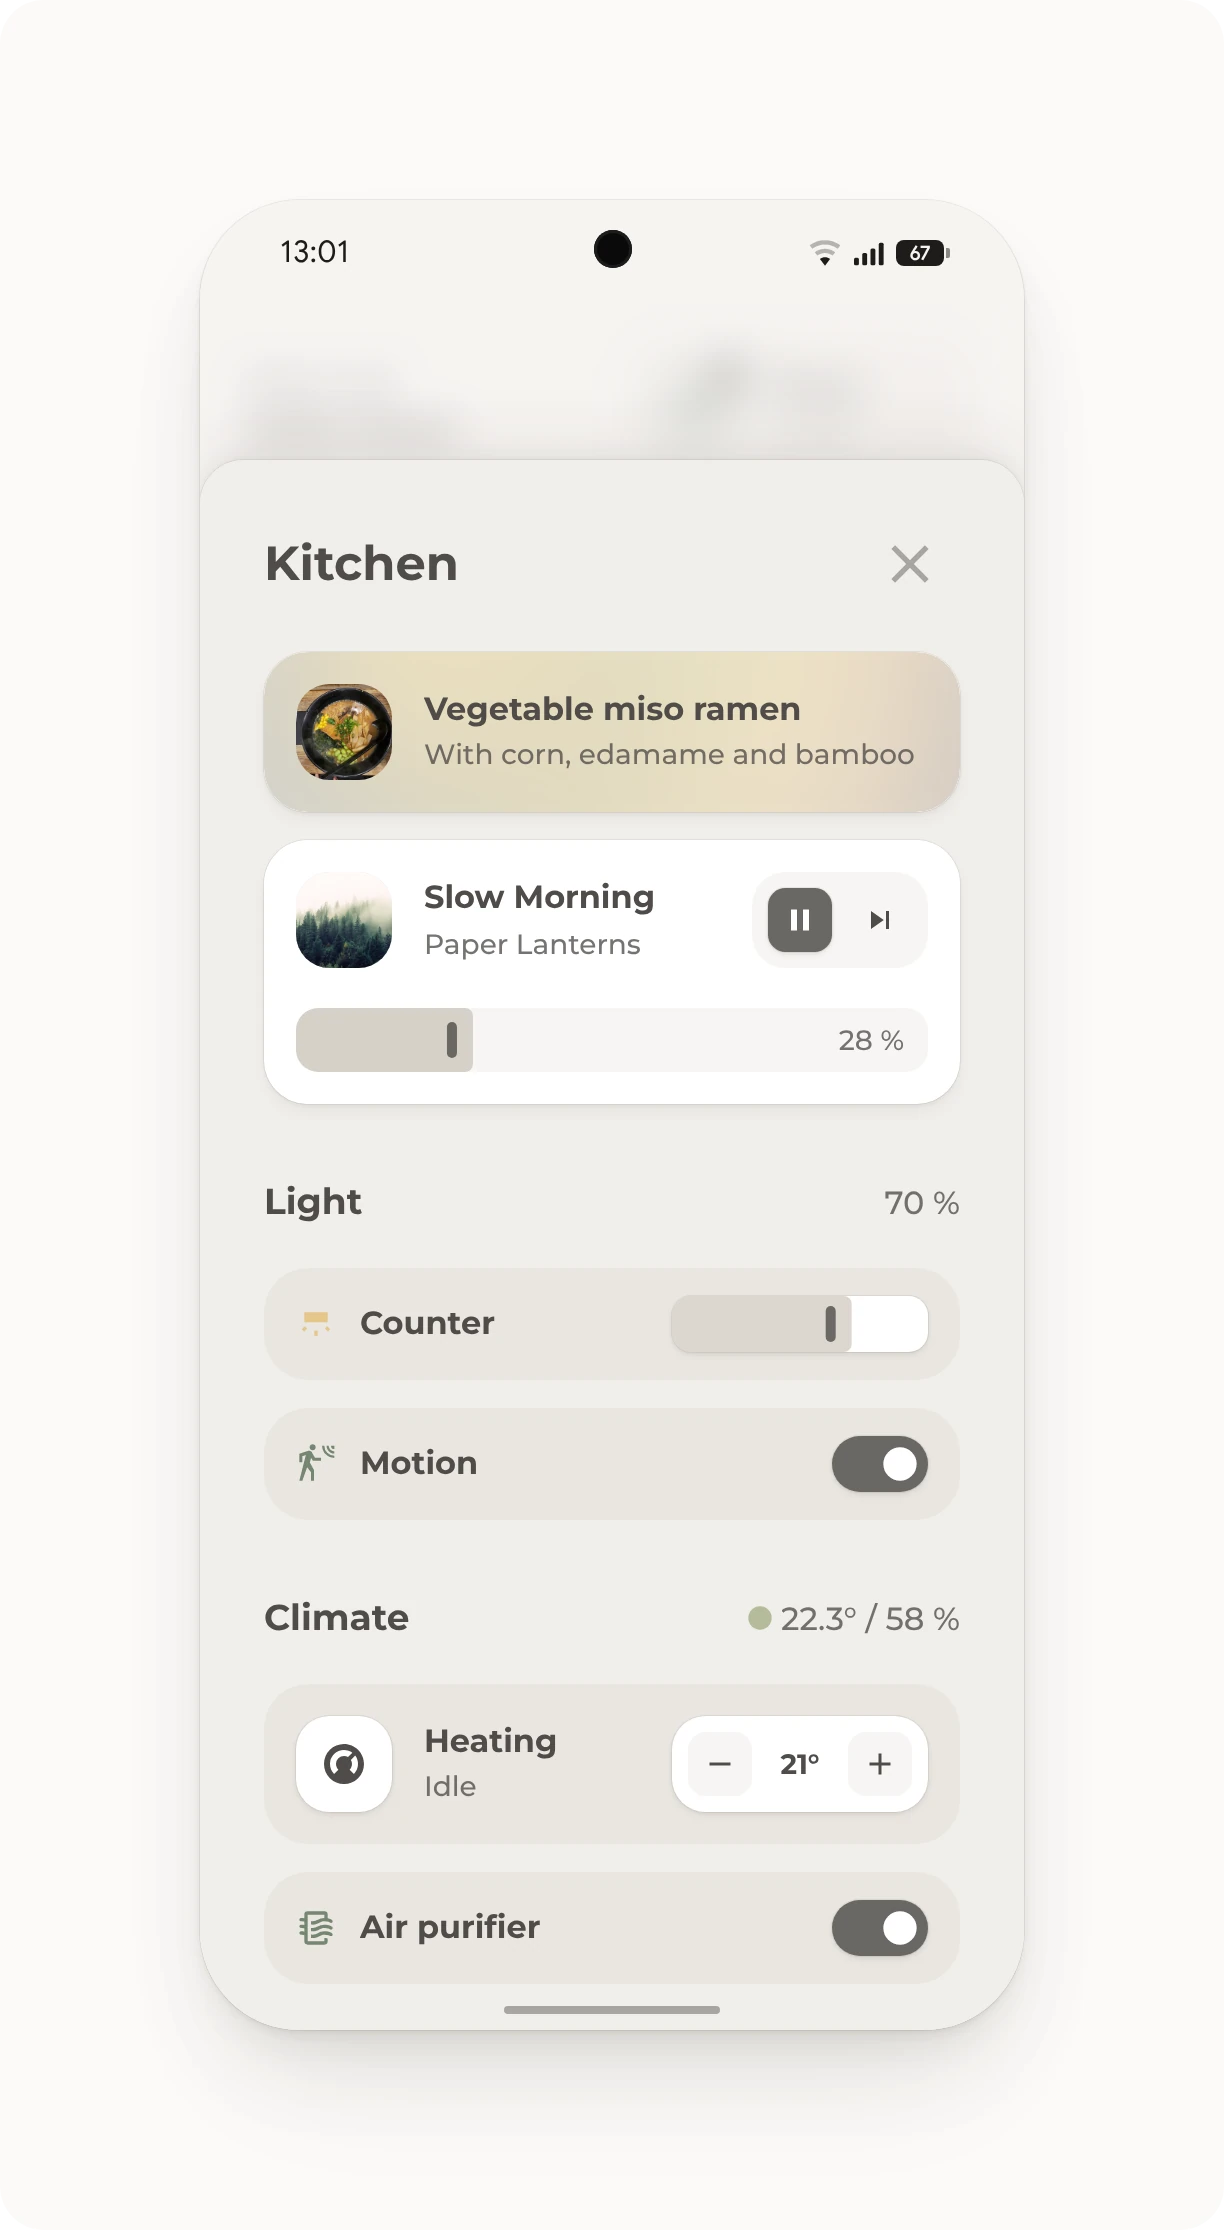 13:01
67
Kitchen
Vegetable miso ramen
With corn, edamame and bamboo
Slow Morning
Paper Lanterns
28 %
Light
70 %
Counter
Motion
Climate
22.3° / 58 %
Heating
Idle
21°
Air purifier